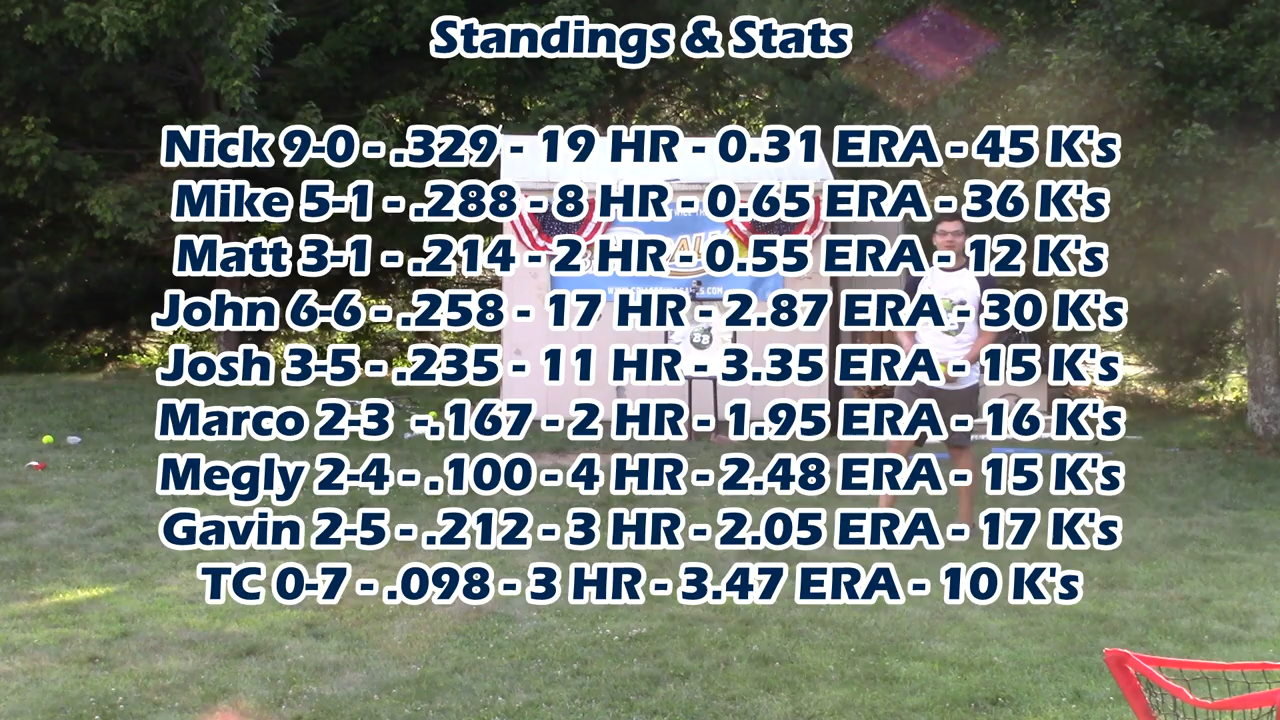 Standings & Stats
Nick 9-0 - .329 - 19 HR - 0.31 ERA - 45 K's
Mike 5-1 - .288 - 8 HR - 0.65 ERA - 36 K's
Matt 3-1 - .214 - 2 HR - 0.55 ERA - 12 K's
John 6-6 - .258 - 17 HR - 2.87 ERA - 30 K's
Josh 3-5 - .235 - 11 HR - 3.35 ERA - 15 K's
Marco 2-3 -.167 - 2 HR - 1.95 ERA - 16 K's
Megly 2-4 - .100 - 4 HR - 2.48 ERA - 15 K's
Gavin 2-5 - .212 - 3 HR - 2.05 ERA - 17 K's
TC 0-7 - .098 - 3 HR - 3.47 ERA - 10 K's
88